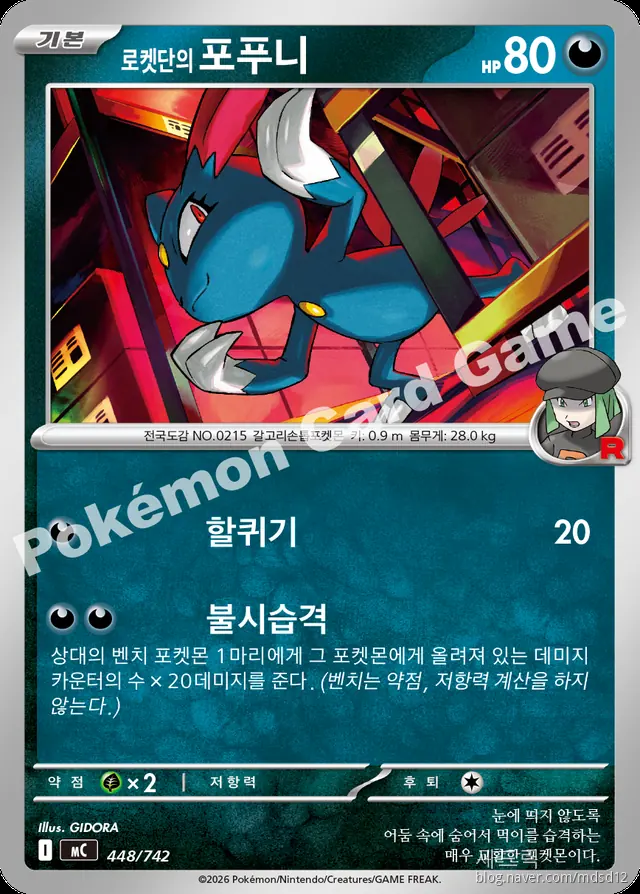 기본
로켓단의 포푸니
HP 80
전국도감 NO.0215 갈고리손톱포켓몬 키: 0.9 m 몸무게: 28.0 kg
R
Pokémon Card Game
할퀴기 20
불시습격
상대의 벤치 포켓몬 1마리에게 그 포켓몬에게 올려져 있는 데미지
카운터의 수 × 20데미지를 준다. (벤치는 약점, 저항력 계산을 하지
않는다.)
약점 ×2 저항력 후퇴
Illus. GIDORA
눈에 띄지 않도록
어둠 속에 숨어서 먹이를 습격하는
매우 교활한 포켓몬이다.
I MC 448/742
©2026 Pokémon/Nintendo/Creatures/GAME FREAK.
blog.naver.com/mdsd12